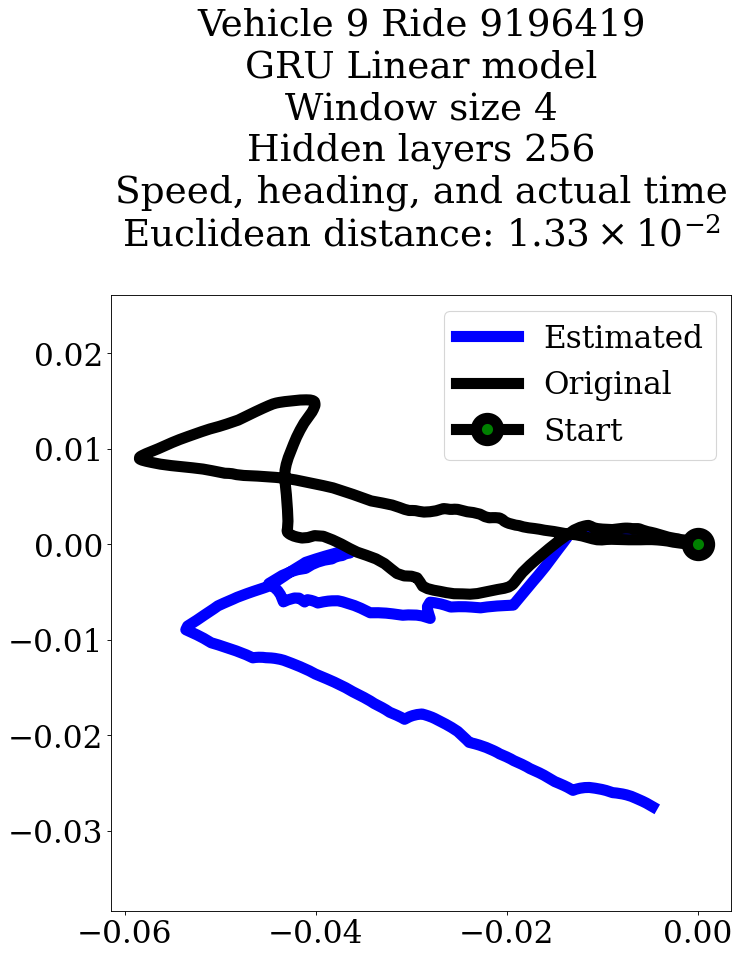 Vehicle 9 Ride 9196419
GRU Linear model
Window size 4
Hidden layers 256
Speed, heading, and actual time
Euclidean distance: 1.33 × 10⁻²
Estimated
Original
Start
0.02
0.01
0.00
−0.01
−0.02
−0.03
−0.06
−0.04
−0.02
0.00